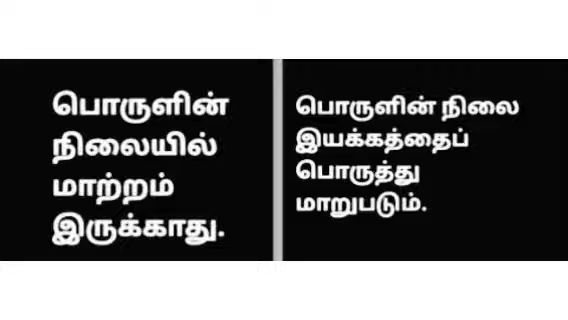 பொருளின்
நிலையில்
மாற்றம்
இருக்காது.
பொருளின் நிலை
இயக்கத்தைப்
பொருத்து
மாறுபடும்.